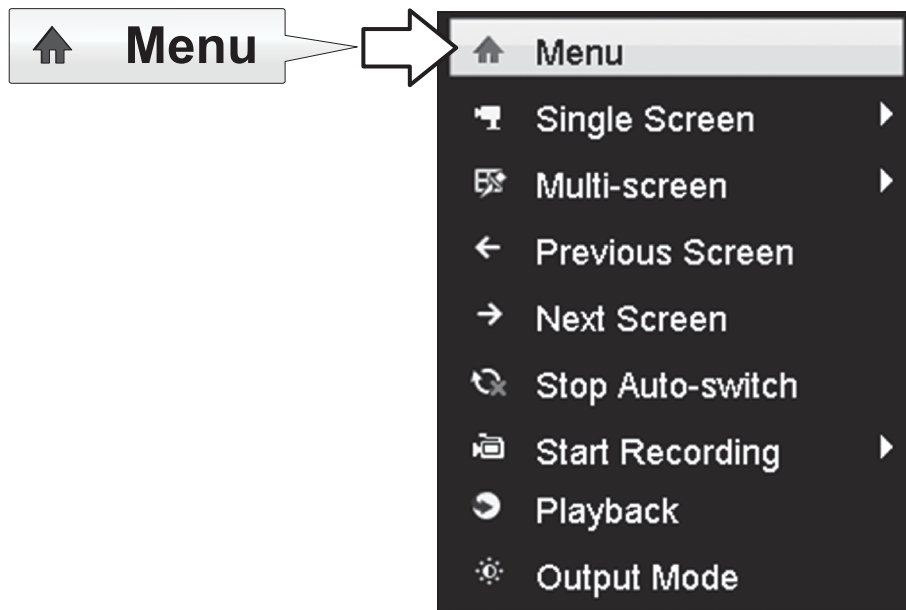 Menu
Menu
Single Screen
Multi-screen
Previous Screen
Next Screen
Stop Auto-switch
Start Recording
Playback
Output Mode